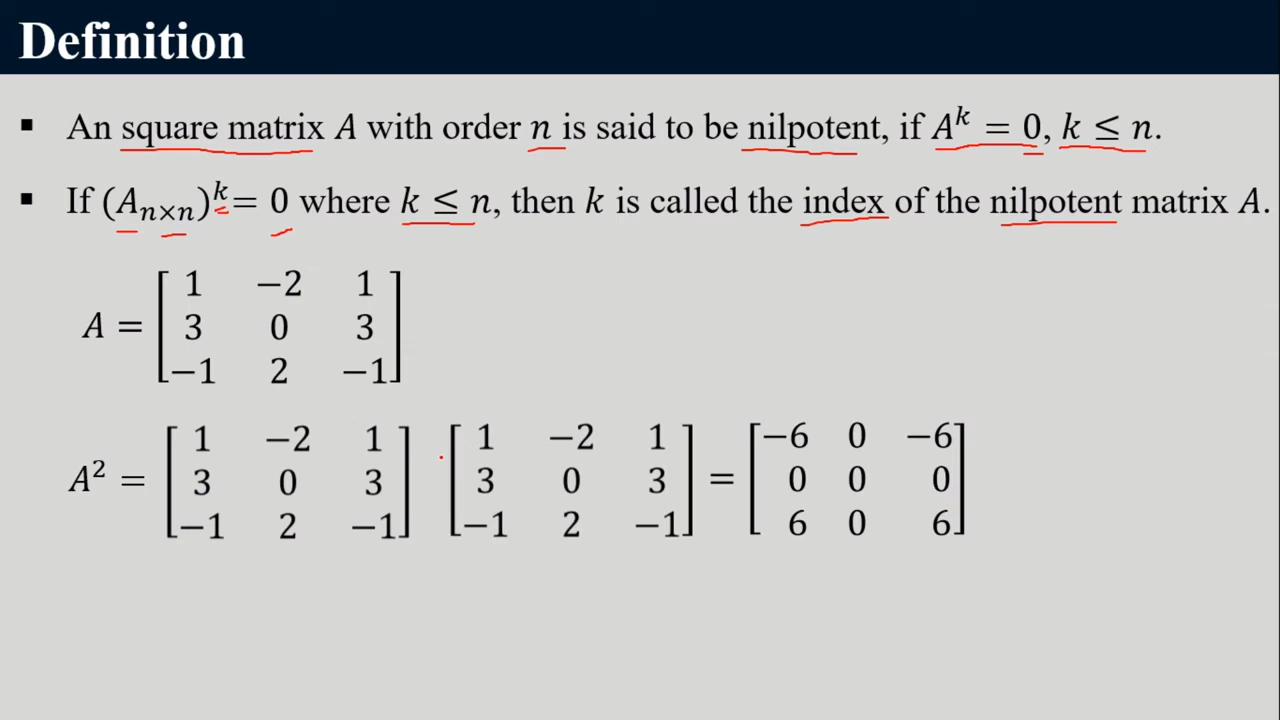 Definition
▪ An square matrix A with order n is said to be nilpotent, if A^k = 0, k ≤ n.
▪ If (A_{n×n})^k = 0 where k ≤ n, then k is called the index of the nilpotent matrix A.
A = [1 −2 1; 3 0 3; −1 2 −1]
A² = [1 −2 1; 3 0 3; −1 2 −1] [1 −2 1; 3 0 3; −1 2 −1] = [−6 0 −6; 0 0 0; 6 0 6]